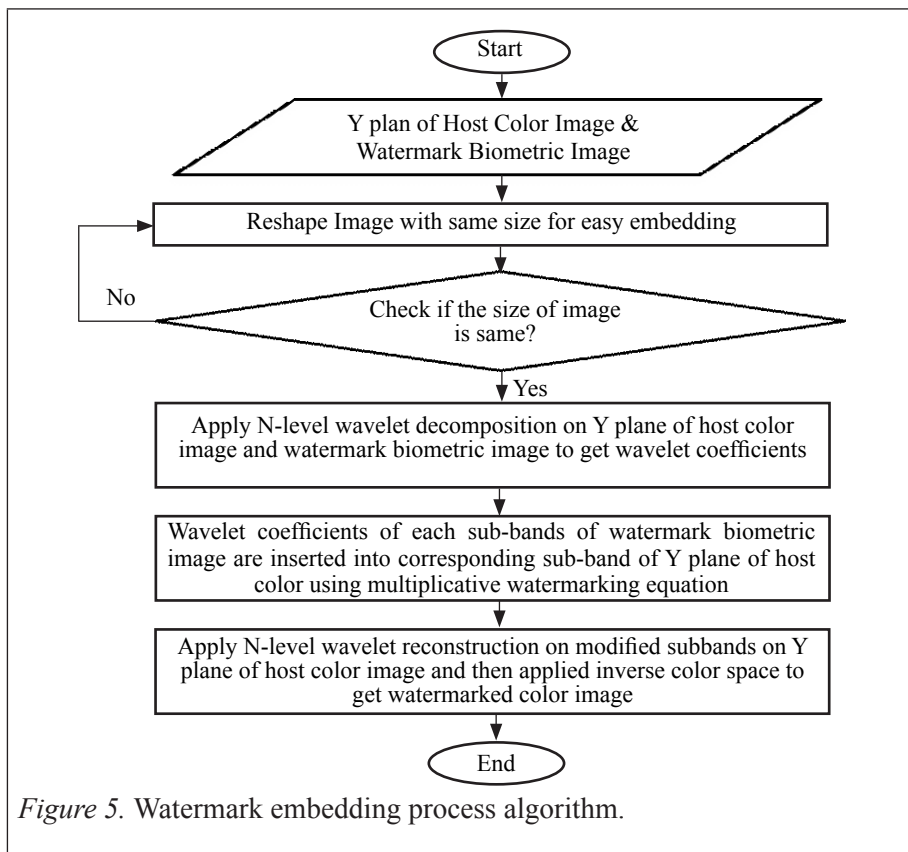 Start
Y plan of Host Color Image &
Watermark Biometric Image
Reshape Image with same size for easy embedding
No
Check if the size of image
is same?
Yes
Apply N-level wavelet decomposition on Y plane of host color
image and watermark biometric image to get wavelet coefficients
Wavelet coefficients of each sub-bands of watermark biometric
image are inserted into corresponding sub-band of Y plane of host
color using multiplicative watermarking equation
Apply N-level wavelet reconstruction on modified subbands on Y
plane of host color image and then applied inverse color space to
get watermarked color image
End
Figure 5. Watermark embedding process algorithm.